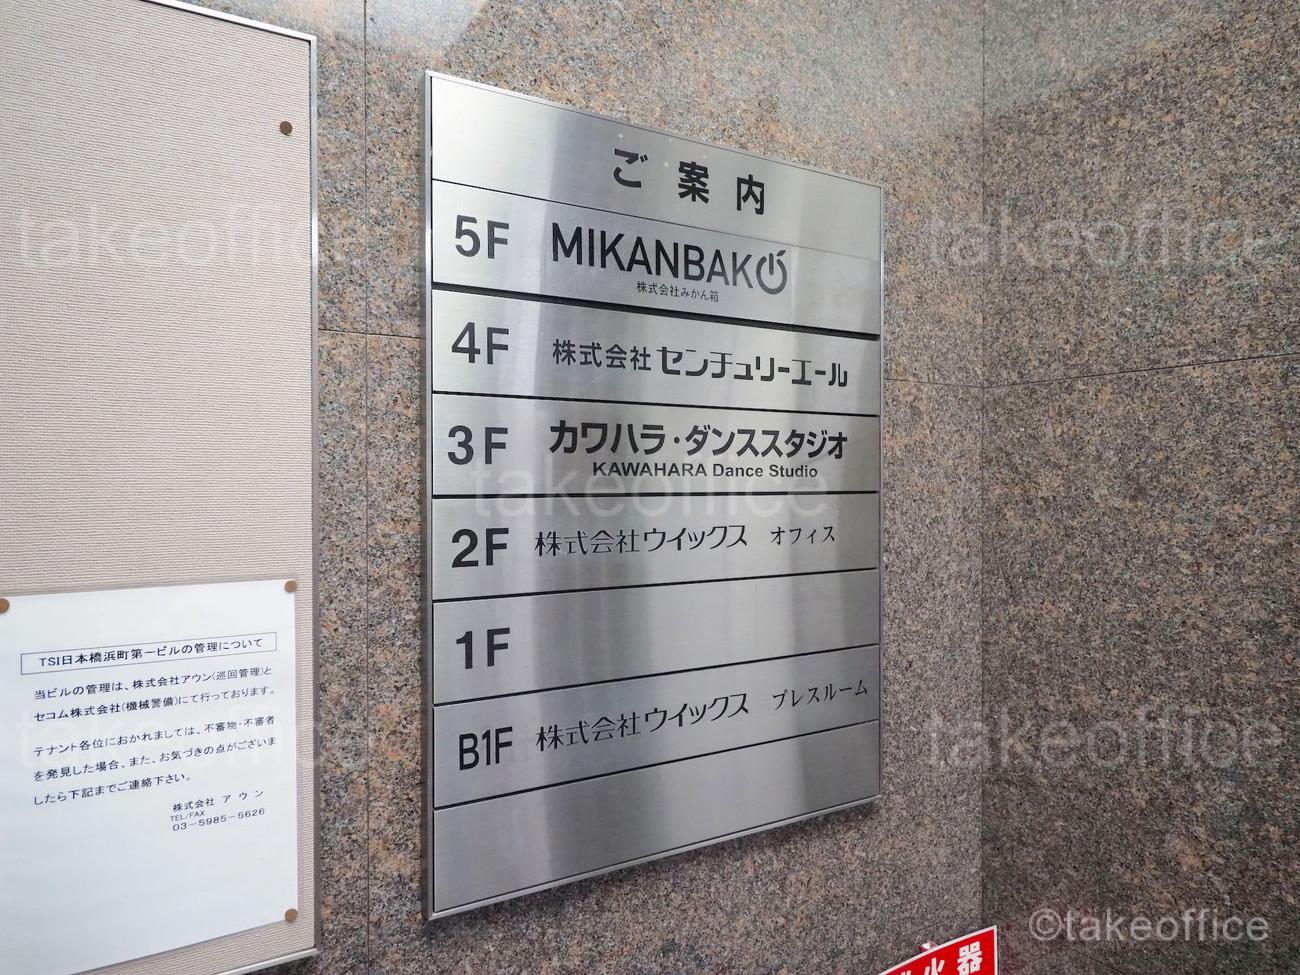 ご案内
5F MIKANBAKO
株式会社みかん箱
4F 株式会社 センチュリーエール
3F カワハラ・ダンススタジオ
KAWAHARA Dance Studio
2F 株式会社ウイックス オフィス
1F
B1F 株式会社ウイックス プレスルーム
TSI日本橋浜町第一ビルの管理について
当ビルの管理は、株式会社アウン(巡回管理)と
セコム株式会社(機械警備)にて行っております。
テナント各位におかれましては、不審物・不審者
を発見した場合、また、お気づきの点がございま
したら下記までご連絡下さい。
株式会社 アウン
TEL/FAX
03-5985-5626
火器
takeoffice
takeoffice
takeoffice
takeoffice
takeoffice
©takeoffice